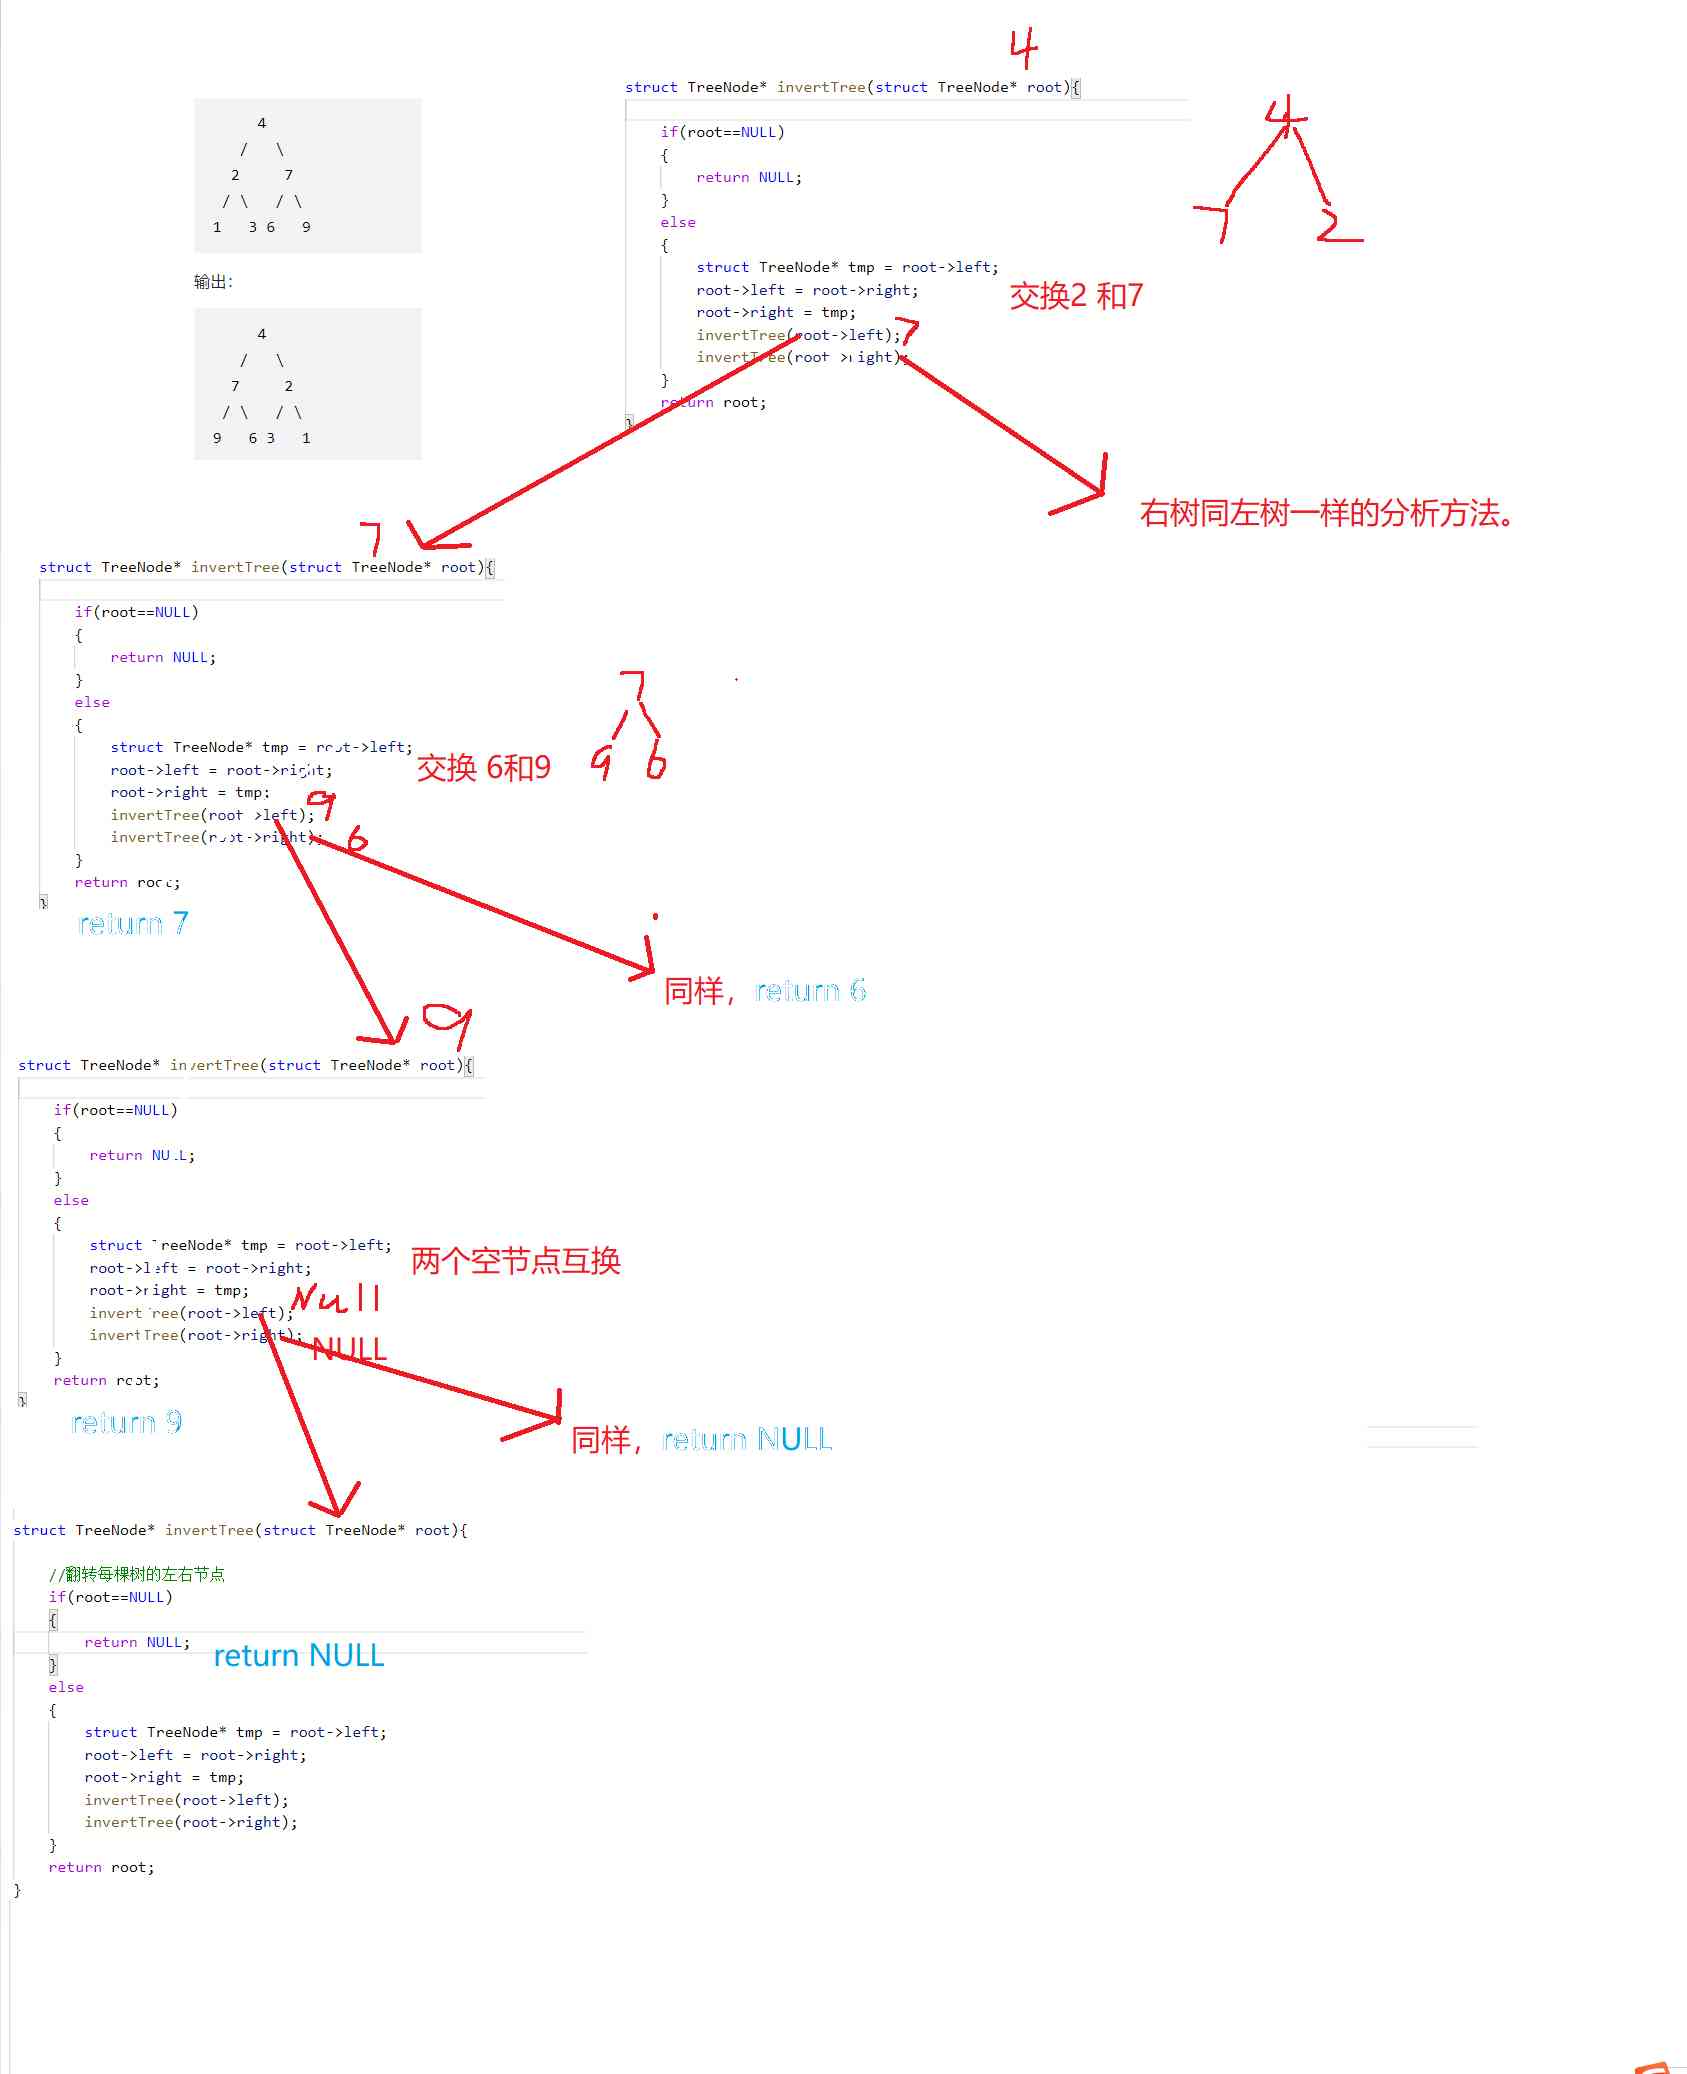 4
/ \
2 7
/ \ / \
1 3 6 9
输出：
4
/ \
7 2
/ \ / \
9 6 3 1
4
struct TreeNode* invertTree(struct TreeNode* root){
if(root==NULL)
{
return NULL;
}
else
{
struct TreeNode* tmp = root->left;
root->left = root->right;
root->right = tmp;
invertTree(root->left);
invertTree(root->right);
}
return root;
}
交换2 和7
7
4
7 2
右树同左树一样的分析方法。
7
struct TreeNode* invertTree(struct TreeNode* root){
if(root==NULL)
{
return NULL;
}
else
{
struct TreeNode* tmp = root->left;
root->left = root->right;
root->right = tmp;
invertTree(root->left);
invertTree(root->right);
}
return root;
}
交换 6和9
9
6
7
9 6
return 7
同样，return 6
9
struct TreeNode* invertTree(struct TreeNode* root){
if(root==NULL)
{
return NULL;
}
else
{
struct TreeNode* tmp = root->left;
root->left = root->right;
root->right = tmp;
invertTree(root->left);
invertTree(root->right);
}
return root;
}
两个空节点互换
Null
NULL
return 9
同样，return NULL
struct TreeNode* invertTree(struct TreeNode* root){
//翻转每棵树的左右节点
if(root==NULL)
{
return NULL;
return NULL
}
else
{
struct TreeNode* tmp = root->left;
root->left = root->right;
root->right = tmp;
invertTree(root->left);
invertTree(root->right);
}
return root;
}